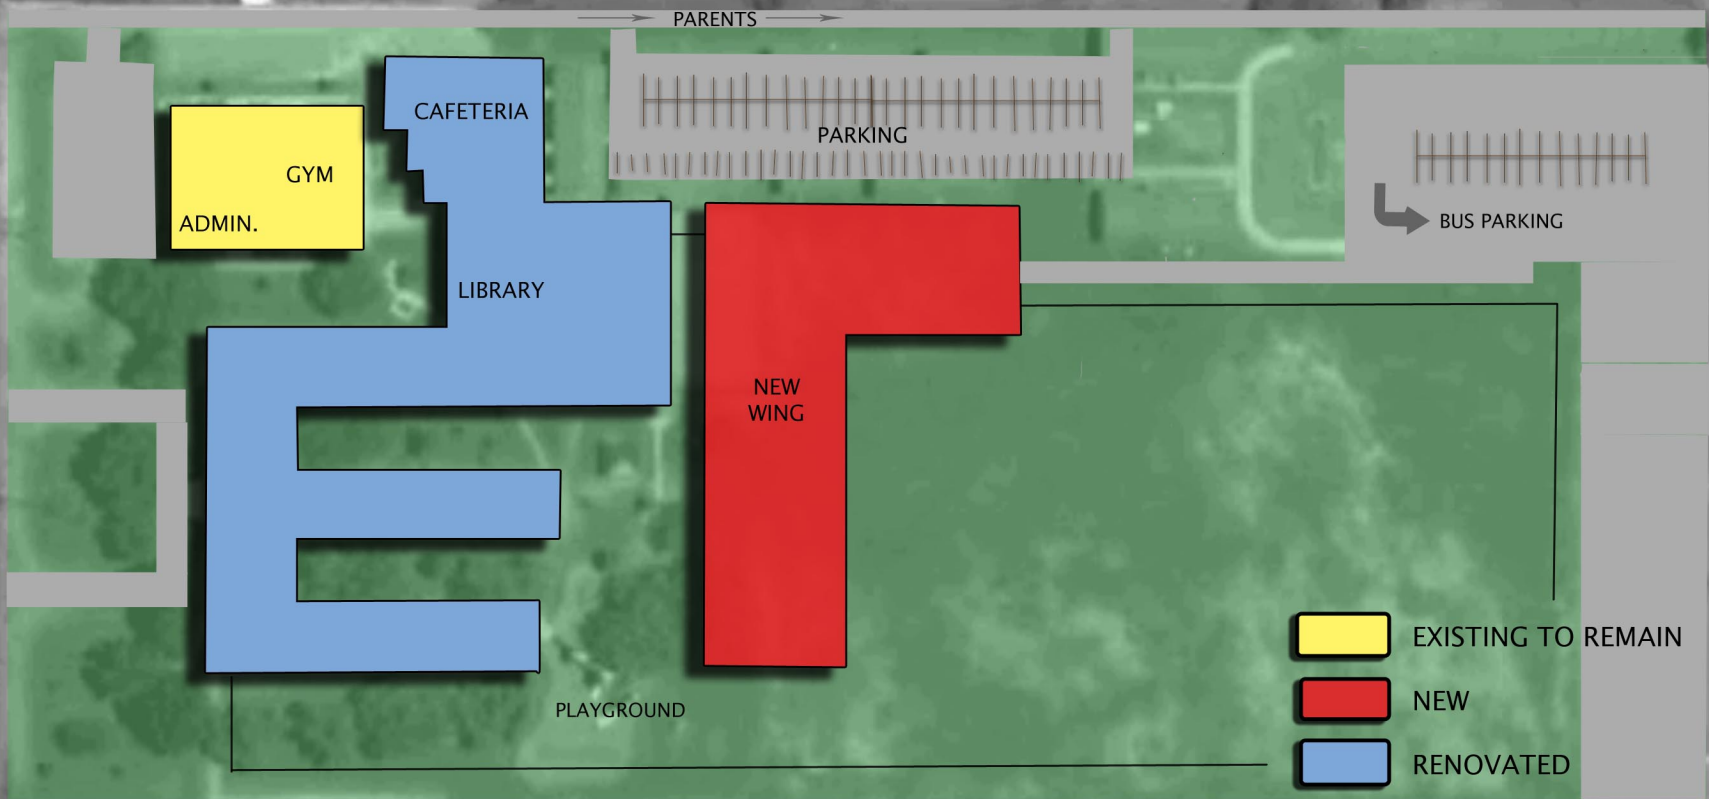 PARENTS
CAFETERIA
PARKING
GYM
ADMIN.
BUS PARKING
LIBRARY
NEW
WING
PLAYGROUND
EXISTING TO REMAIN
NEW
RENOVATED